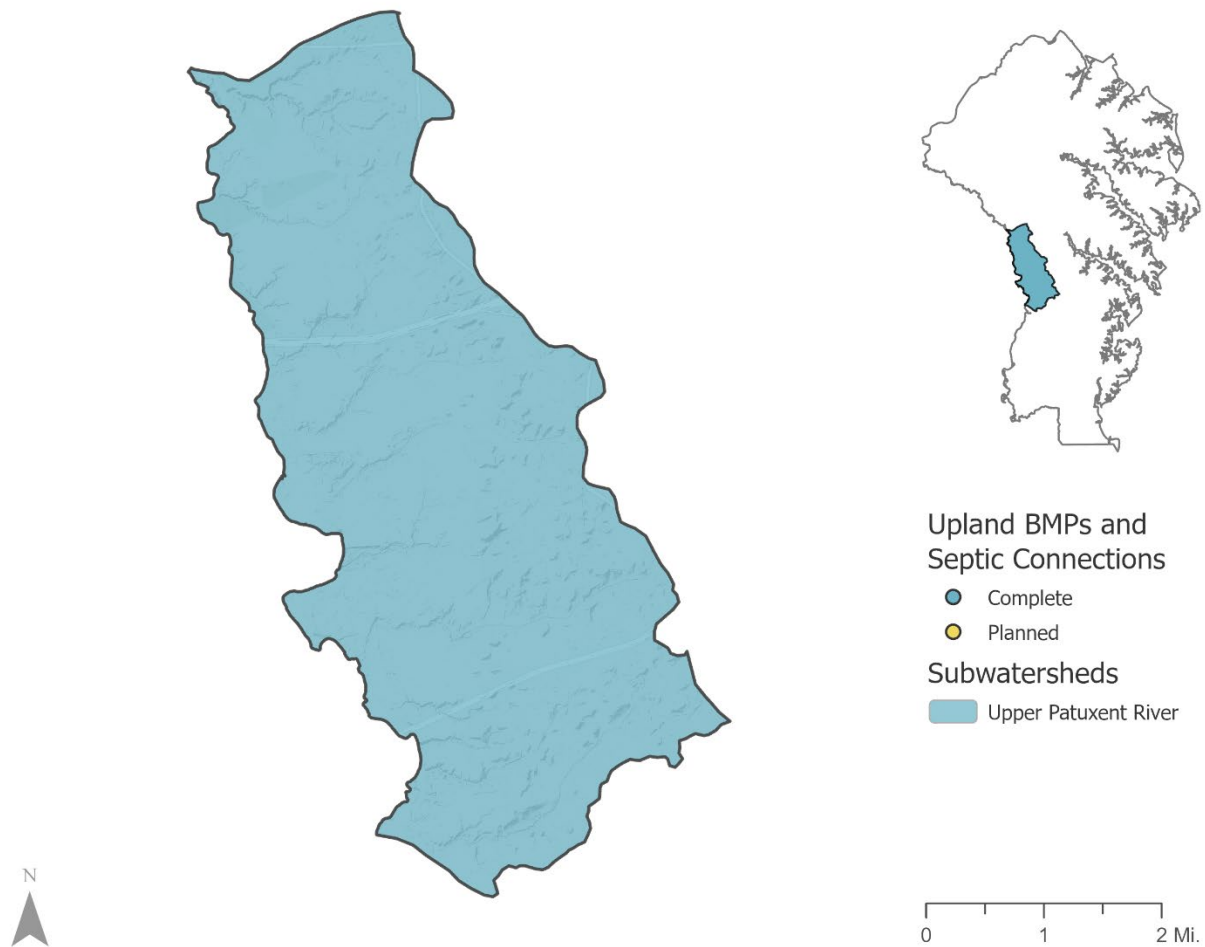 Upland BMPs and
Septic Connections
Complete
Planned
Subwatersheds
Upper Patuxent River
N
0 1 2 Mi.